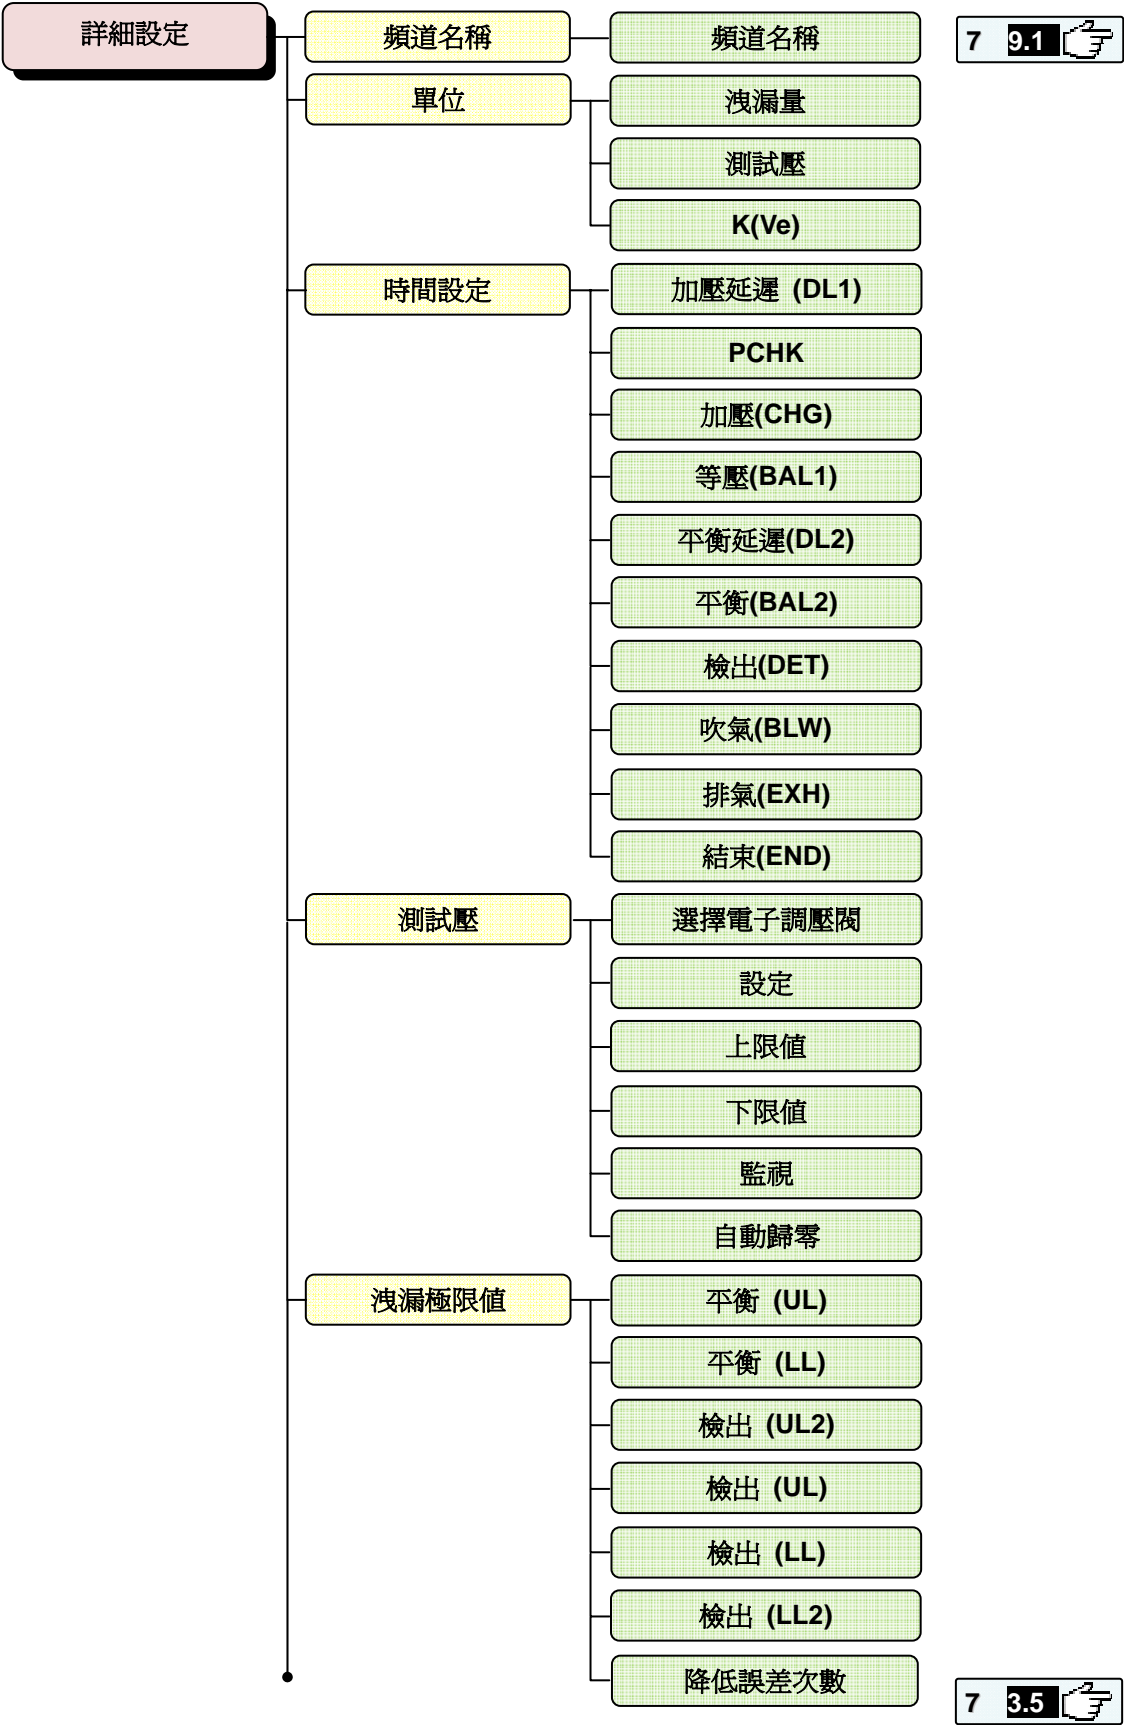 詳細設定
頻道名稱
頻道名稱
7 9.1
單位
洩漏量
測試壓
K(Ve)
時間設定
加壓延遲 (DL1)
PCHK
加壓(CHG)
等壓(BAL1)
平衡延遲(DL2)
平衡(BAL2)
檢出(DET)
吹氣(BLW)
排氣(EXH)
結束(END)
測試壓
選擇電子調壓閥
設定
上限值
下限值
監視
自動歸零
洩漏極限值
平衡 (UL)
平衡 (LL)
檢出 (UL2)
檢出 (UL)
檢出 (LL)
檢出 (LL2)
降低誤差次數
7 3.5